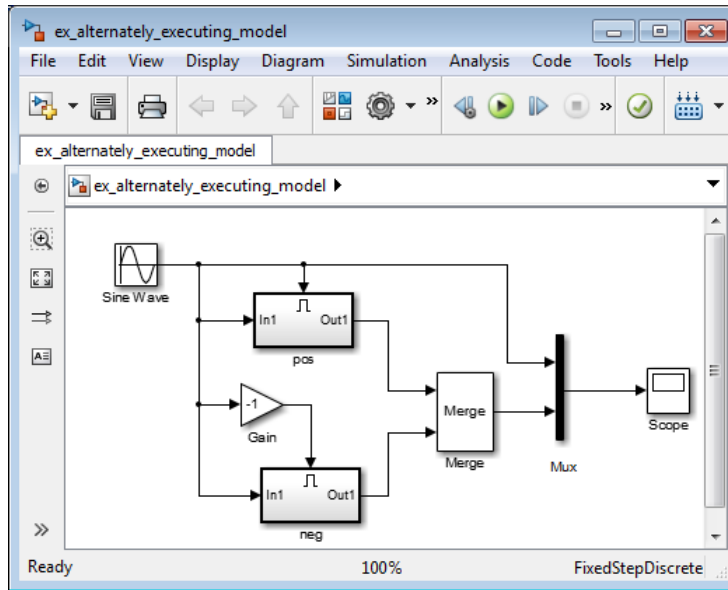 ex_alternately_executing_model
File Edit View Display Diagram Simulation Analysis Code Tools Help
ex_alternately_executing_model
ex_alternately_executing_model
Sine Wave
In1 Out1
pos
-1
Gain
Merge
Merge
Mux
Scope
In1 Out1
neg
Ready 100% FixedStepDiscrete